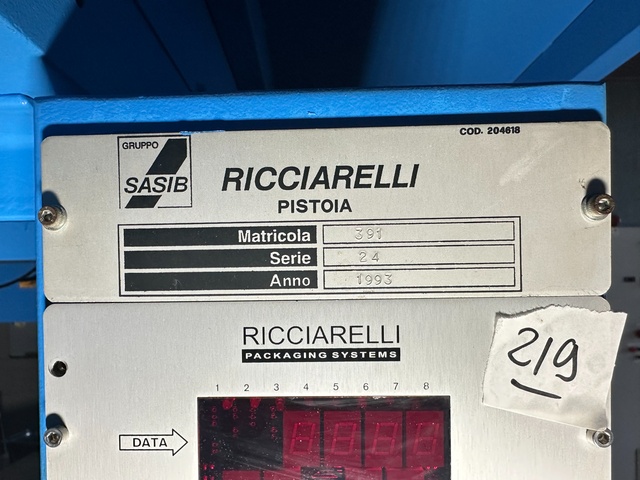 COD. 204618
GRUPPO
SASIB
RICCIARELLI
PISTOIA
Matricola 391
Serie 24
Anno 1993
RICCIARELLI
PACKAGING SYSTEMS
219
1 2 3 4 5 6 7 8
DATA